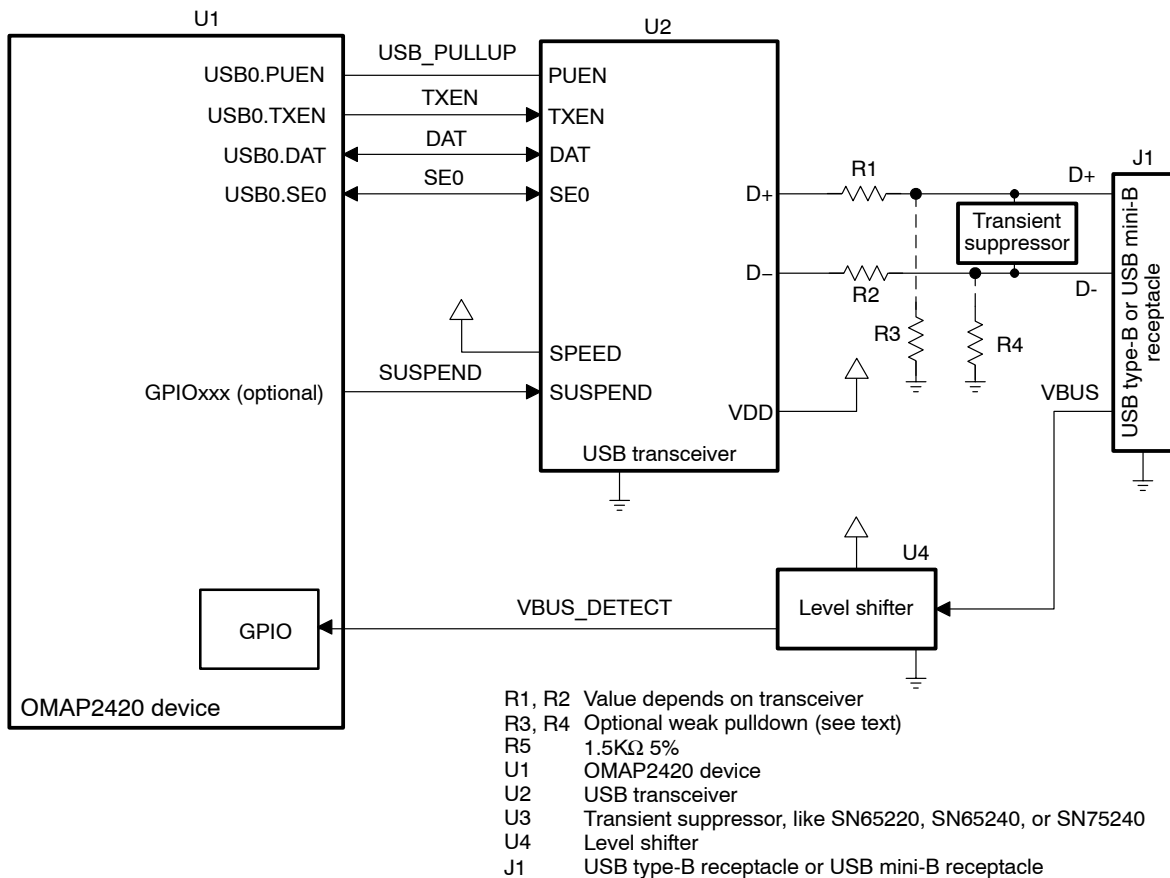 U1
U2
USB0.PUEN
USB_PULLUP
PUEN
USB0.TXEN
TXEN
TXEN
USB0.DAT
DAT
DAT
USB0.SE0
SE0
SE0
D+
R1
D+
J1
Transient
suppressor
D−
R2
D-
R3
R4
USB type-B or USB mini-B
receptacle
SPEED
GPIOxxx (optional)
SUSPEND
SUSPEND
VDD
VBUS
USB transceiver
U4
Level shifter
VBUS_DETECT
GPIO
OMAP2420 device
R1, R2 Value depends on transceiver
R3, R4 Optional weak pulldown (see text)
R5 1.5KΩ 5%
U1 OMAP2420 device
U2 USB transceiver
U3 Transient suppressor, like SN65220, SN65240, or SN75240
U4 Level shifter
J1 USB type-B receptacle or USB mini-B receptacle